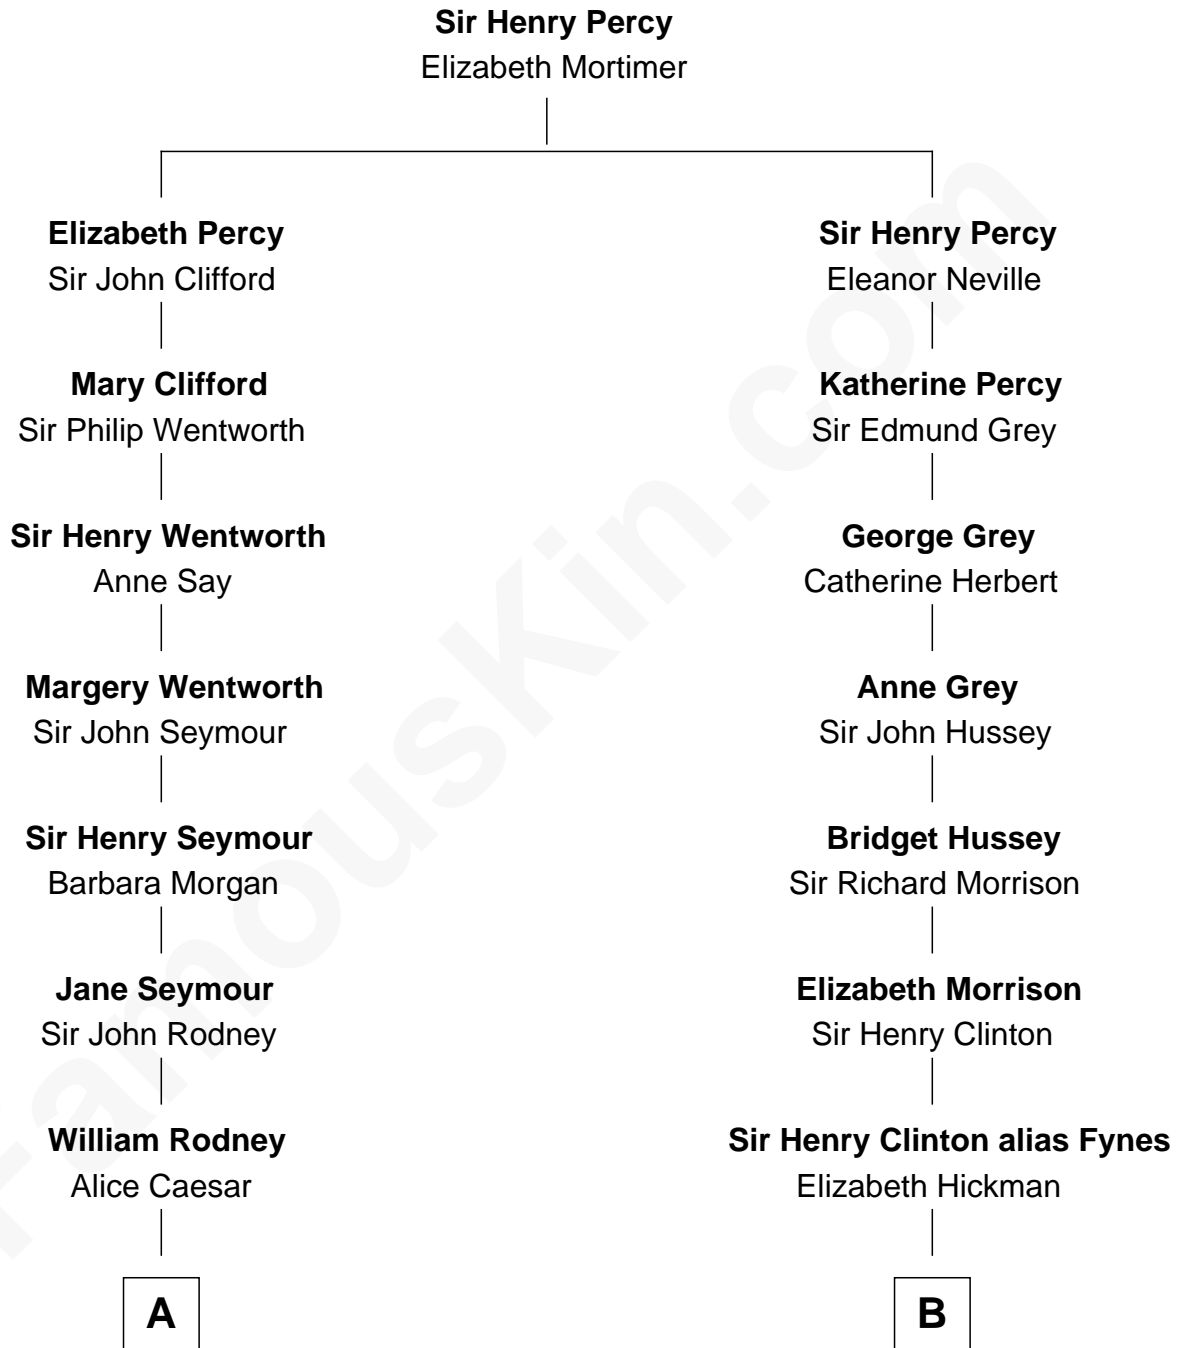 Sir Henry Percy
Elizabeth Mortimer
Elizabeth Percy
Sir John Clifford
Sir Henry Percy
Eleanor Neville
Mary Clifford
Sir Philip Wentworth
Katherine Percy
Sir Edmund Grey
Sir Henry Wentworth
Anne Say
George Grey
Catherine Herbert
Margery Wentworth
Sir John Seymour
Anne Grey
Sir John Hussey
Sir Henry Seymour
Barbara Morgan
Bridget Hussey
Sir Richard Morrison
Jane Seymour
Sir John Rodney
Elizabeth Morrison
Sir Henry Clinton
William Rodney
Alice Caesar
Sir Henry Clinton alias Fynes
Elizabeth Hickman
A
B
FamousKin.com